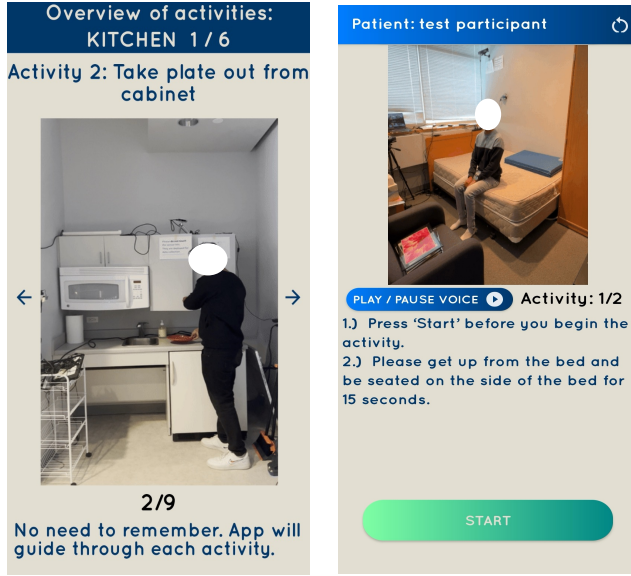 Overview of activities:
KITCHEN 1 / 6
Activity 2: Take plate out from
cabinet
2/9
No need to remember. App will
guide through each activity.
Patient: test participant
PLAY / PAUSE VOICE
Activity: 1/2
1.) Press ‘Start’ before you begin the
activity.
2.) Please get up from the bed and
be seated on the side of the bed for
15 seconds.
START